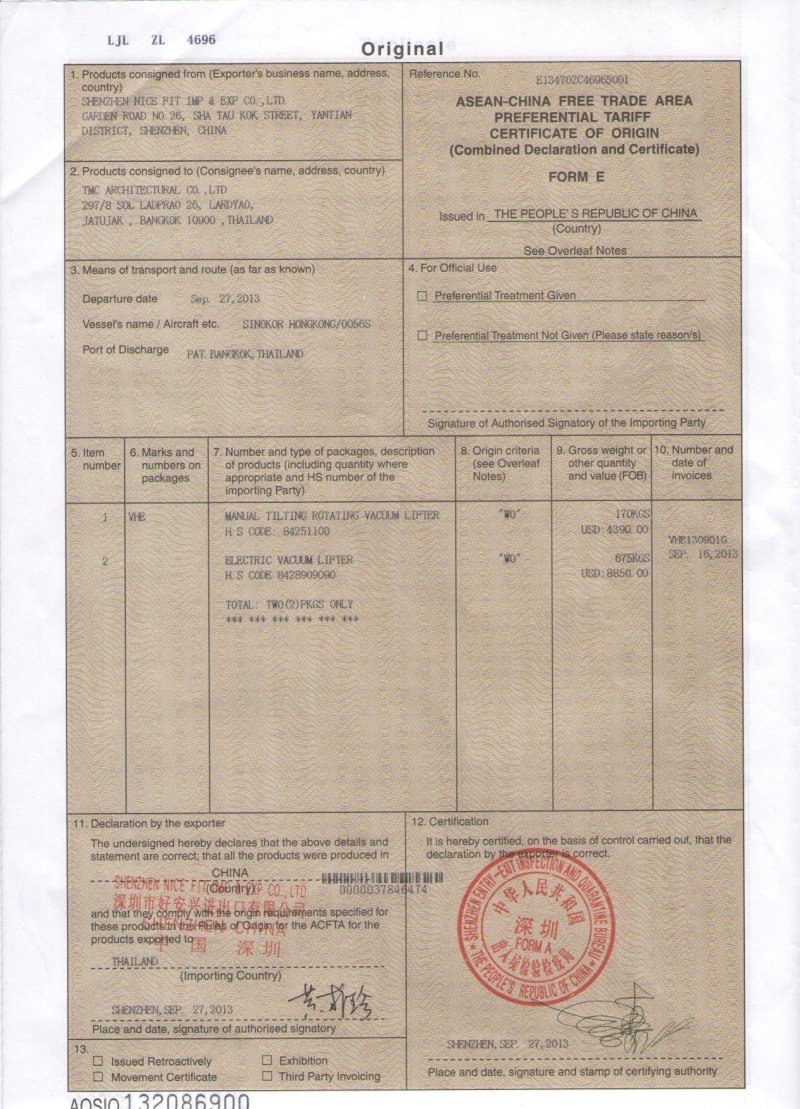 LJL ZL 4696
Original
1. Products consigned from (Exporter's business name, address, country)
SHENZHEN NICE FIT IMP & EXP CO.,LTD.
GARDEN ROAD NO.26, SHA TAU KOK STREET, YANTIAN
DISTRICT, SHENZHEN, CHINA
Reference No. E13470ZC46965001
ASEAN-CHINA FREE TRADE AREA
PREFERENTIAL TARIFF
CERTIFICATE OF ORIGIN
(Combined Declaration and Certificate)
FORM E
Issued in THE PEOPLE'S REPUBLIC OF CHINA
(Country)
See Overleaf Notes
2. Products consigned to (Consignee's name, address, country)
TMC ARCHITECTURAL CO.,LTD
297/8 SOL LADPRAO 26, LARDYAO,
JATUJAK , BANGKOK 10900 ,THAILAND
3. Means of transport and route (as far as known)
Departure date Sep. 27,2013
Vessel's name / Aircraft etc. SINOKOR HONGKONG/0056S
Port of Discharge PAT.BANGKOK,THAILAND
4. For Official Use
☐ Preferential Treatment Given
☐ Preferential Treatment Not Given (Please state reason/s)
Signature of Authorised Signatory of the Importing Party
5. Item number
6. Marks and numbers on packages
7. Number and type of packages, description of products (including quantity where appropriate and HS number of the importing Party)
8. Origin criteria (see Overleaf Notes)
9. Gross weight or other quantity and value (FOB)
10. Number and date of invoices
1 VHE MANUAL TILTING ROTATING VACUUM LIFTER "WO" 170KGS
H.S CODE: 84251100 USD:4390.00
VHE130901G
2 ELECTRIC VACUUM LIFTER "WO" 675KGS SEP. 16,2013
H.S CODE 8428909090 USD:8850.00
TOTAL: TWO(2)PKGS ONLY
*** *** *** *** *** ***
11. Declaration by the exporter
The undersigned hereby declares that the above details and
statement are correct; that all the products were produced in
CHINA
(Country)
0000037846474
SHENZHEN NICE FIT IMP & EXP CO., LTD
深圳市好安兴进出口有限公司
SHENZHEN CHINA
中国 深圳
and that they comply with the origin requirements specified for
these products in the Rules of Origin for the ACFTA for the
products exported to
THAILAND
(Importing Country)
SHENZHEN,SEP. 27,2013
Place and date, signature of authorised signatory
12. Certification
It is hereby certified, on the basis of control carried out, that the
declaration by the exporter is correct.
SHENZHEN ENTRY-EXIT INSPECTION AND QUARANTINE BUREAU
中华人民共和国
深圳
FORM A
出入境检验检疫局
THE PEOPLE'S REPUBLIC OF CHINA
SHENZHEN,SEP. 27,2013
Place and date, signature and stamp of certifying authority
13.
☐ Issued Retroactively ☐ Exhibition
☐ Movement Certificate ☐ Third Party Invoicing
AQSIQ 132086900